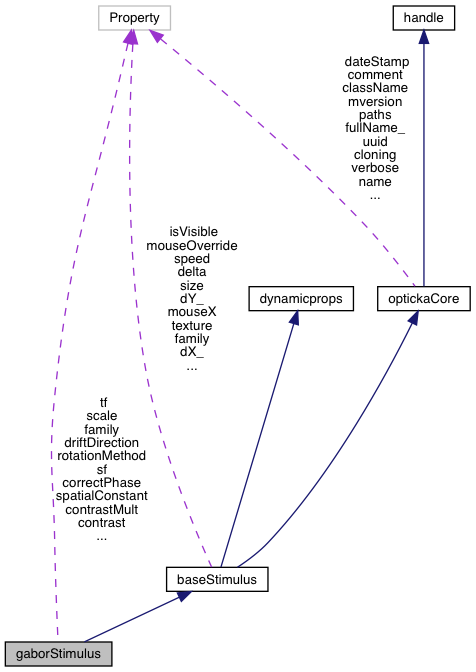 Property
handle
dateStamp
comment
className
mversion
paths
fullName_
uuid
cloning
verbose
name
...
isVisible
mouseOverride
speed
delta
size
dY_
mouseX
texture
family
dX_
...
dynamicprops
optickaCore
tf
scale
family
driftDirection
rotationMethod
sf
correctPhase
spatialConstant
contrastMult
contrast
...
baseStimulus
gaborStimulus